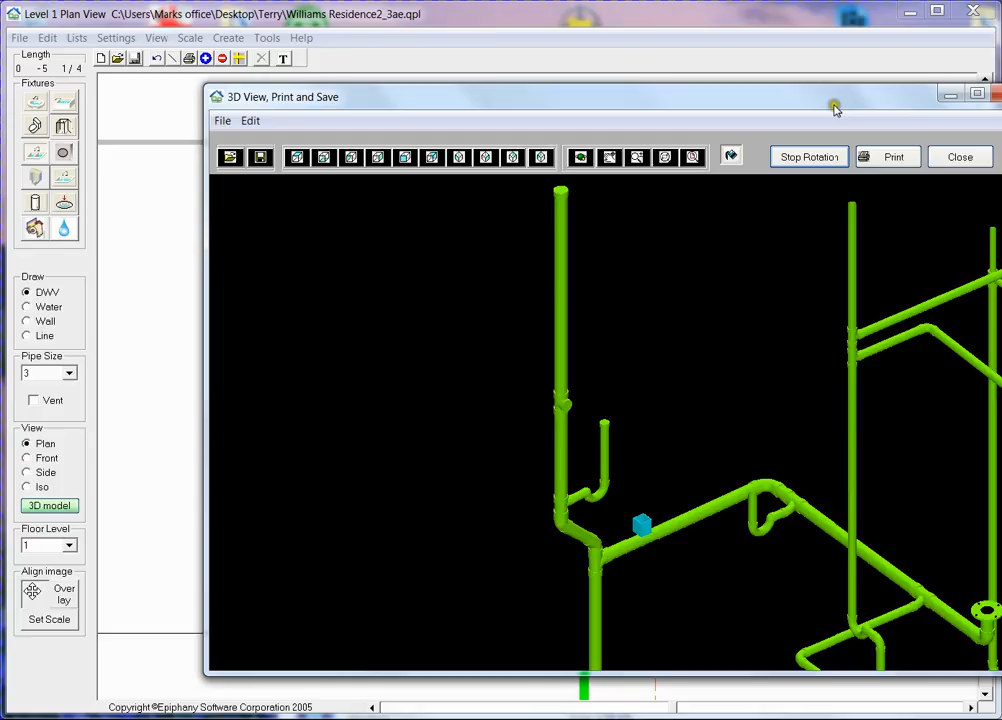 Level 1 Plan View  C:\Users\Marks office\Desktop\Terry\Williams Residence2_3ae.qpl
File Edit Lists Settings View Scale Create Tools Help
Length
0 -5 1/4
T
Fixtures
3D View, Print and Save
File Edit
Stop Rotation Print Close
Draw
DWV
Water
Wall
Line
Pipe Size
3
Vent
View
Plan
Front
Side
Iso
3D model
Floor Level
1
Align image
Over
lay
Set Scale
Copyright ©Epiphany Software Corporation 2005